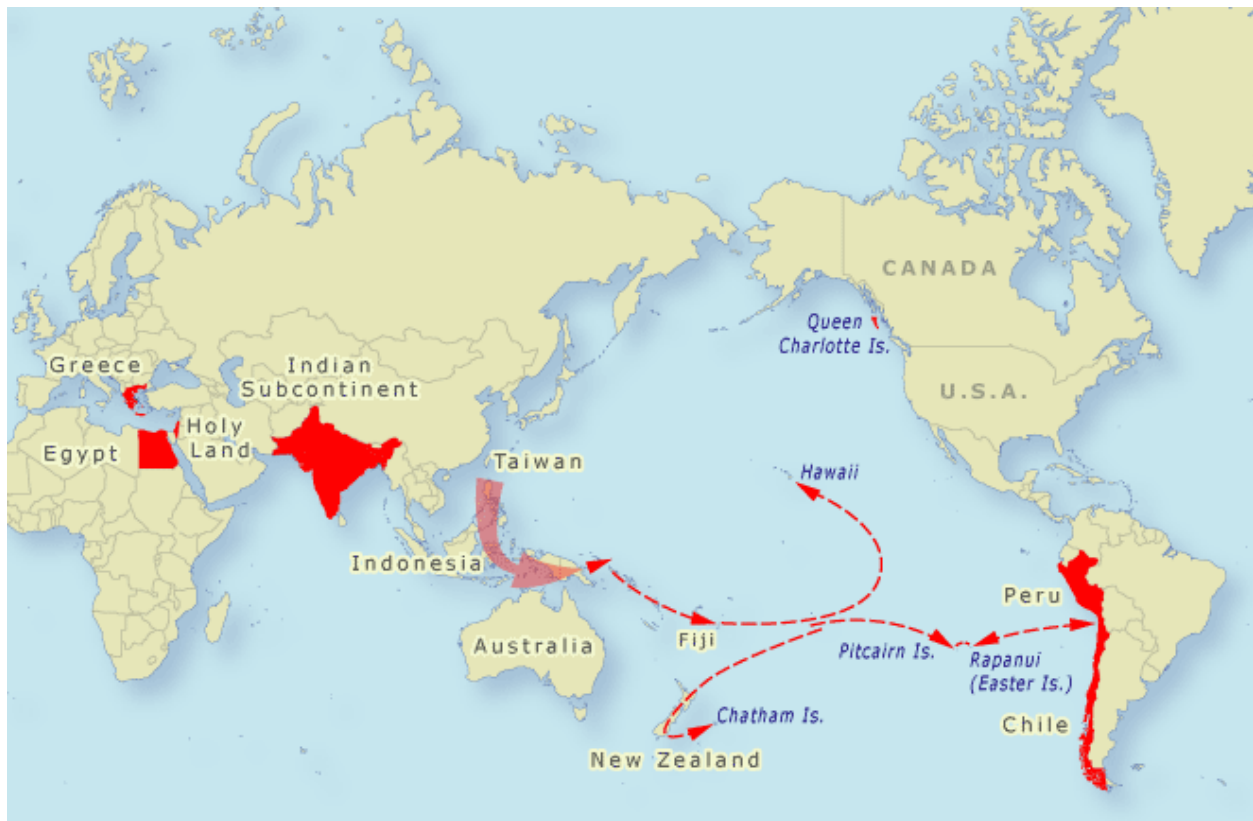 CANADA
Queen
Charlotte Is.
Greece
Indian
Subcontinent
U.S.A.
Holy
Land
Egypt
Taiwan
Hawaii
Indonesia
Peru
Australia
Fiji
Pitcairn Is.
Rapanui
(Easter Is.)
Chatham Is.
Chile
New Zealand